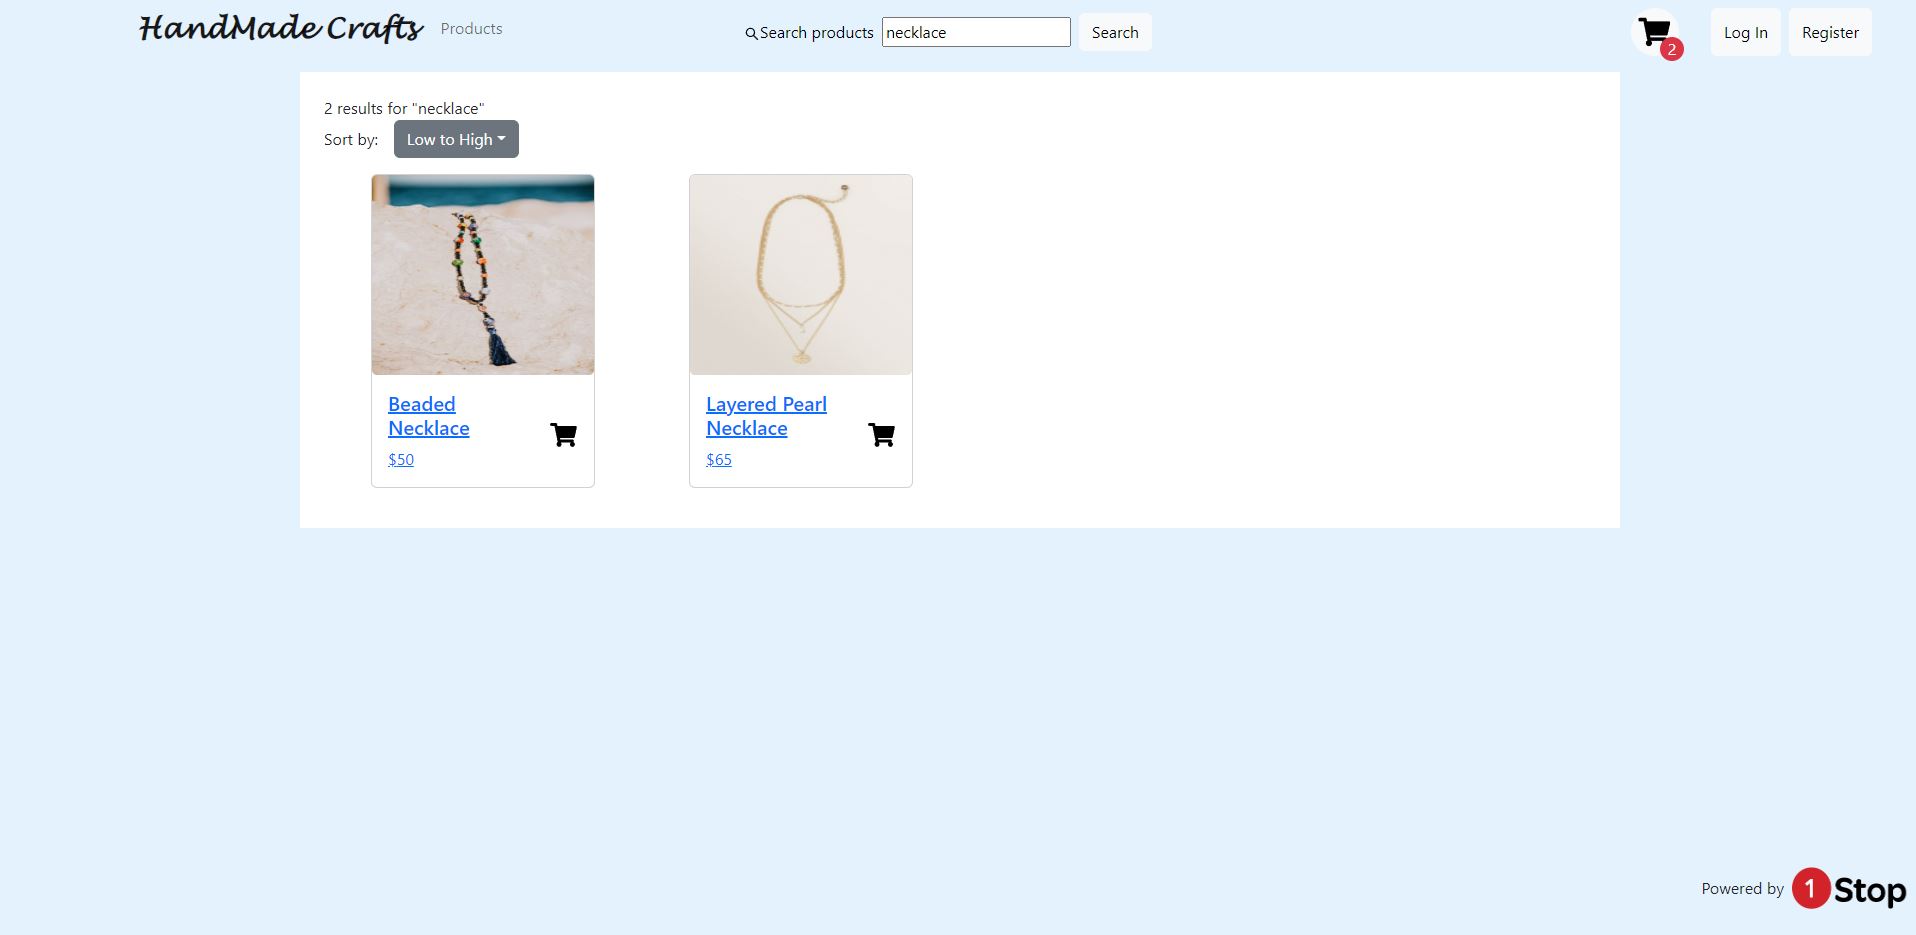 HandMade Crafts
Products
Search products
necklace
Search
2
Log In
Register
2 results for "necklace"
Sort by:
Low to High
Beaded
Necklace
$50
Layered Pearl
Necklace
$65
Powered by
1 Stop